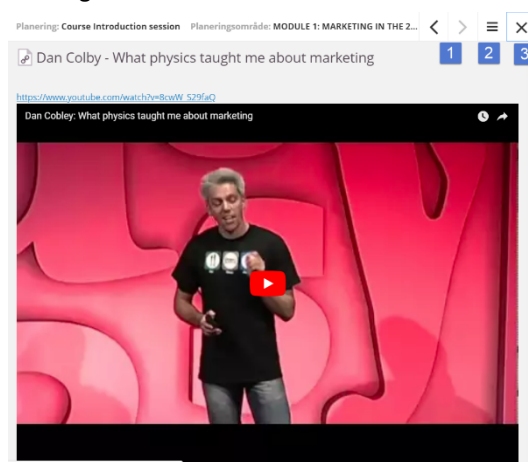 Planering: Course Introduction session Planeringsområde: MODULE 1: MARKETING IN THE 2...
1 2 3
Dan Colby - What physics taught me about marketing
https://www.youtube.com/watch?v=8cwW_S29faQ
Dan Cobley: What physics taught me about marketing